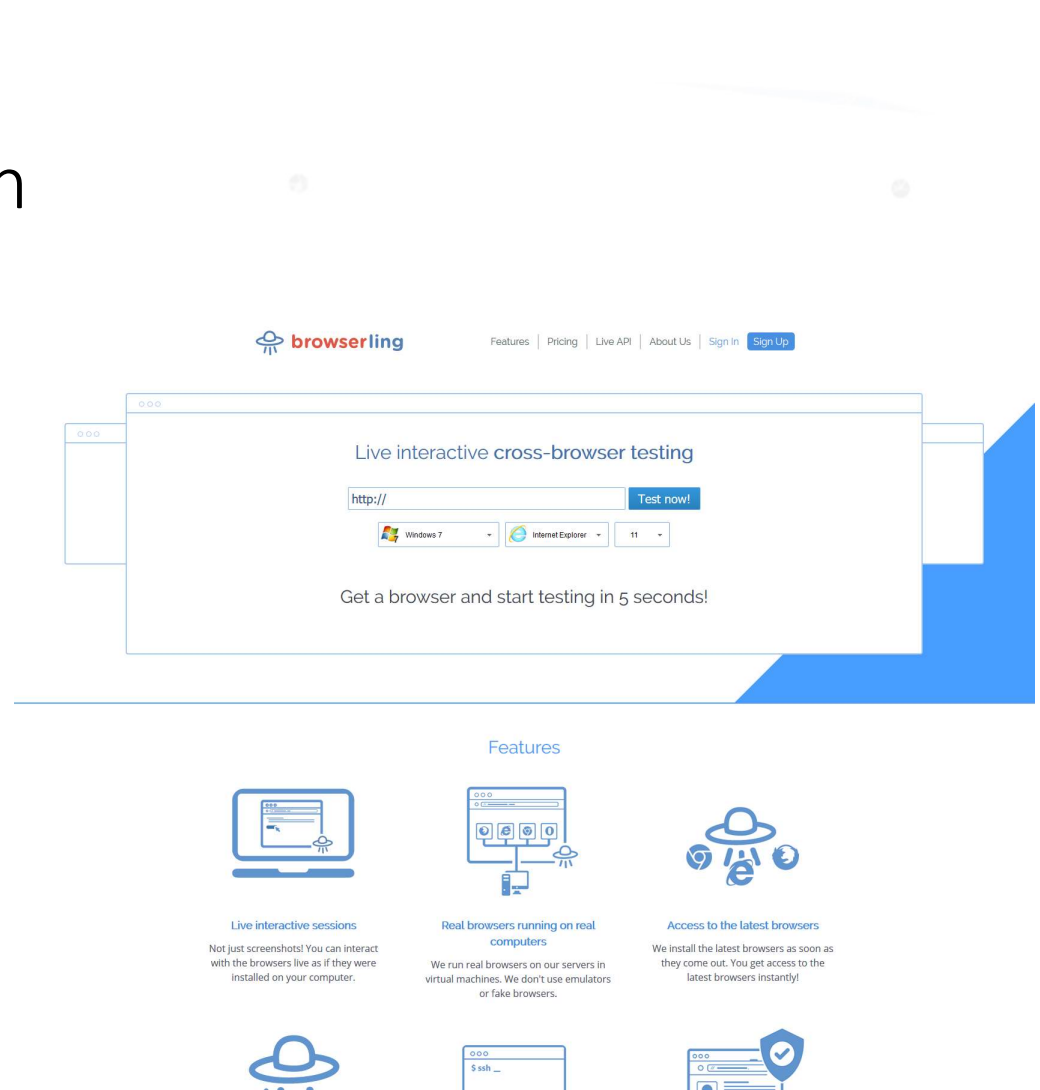 n
browserling
Features Pricing Live API About Us Sign In Sign Up
Live interactive cross-browser testing
http:// Test now!
Windows 7 Internet Explorer 11
Get a browser and start testing in 5 seconds!
Features
Live interactive sessions
Not just screenshots! You can interact
with the browsers live as if they were
installed on your computer.
Real browsers running on real
computers
We run real browsers on our servers in
virtual machines. We don't use emulators
or fake browsers.
Access to the latest browsers
We install the latest browsers as soon as
they come out. You get access to the
latest browsers instantly!
$ ssh _